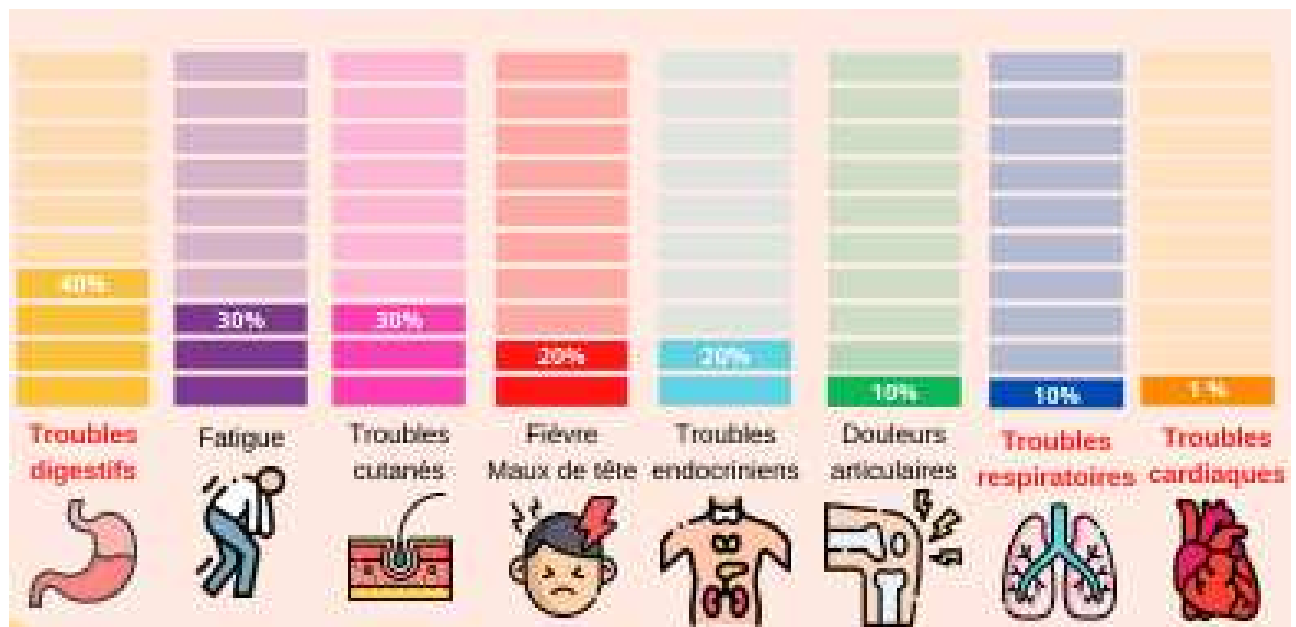 40%
30%
30%
20%
20%
10%
10%
1 %
Troubles
digestifs
Fatigue
Troubles
cutanés
Fièvre
Maux de tête
Troubles
endocriniens
Douleurs
articulaires
Troubles
respiratoires
Troubles
cardiaques